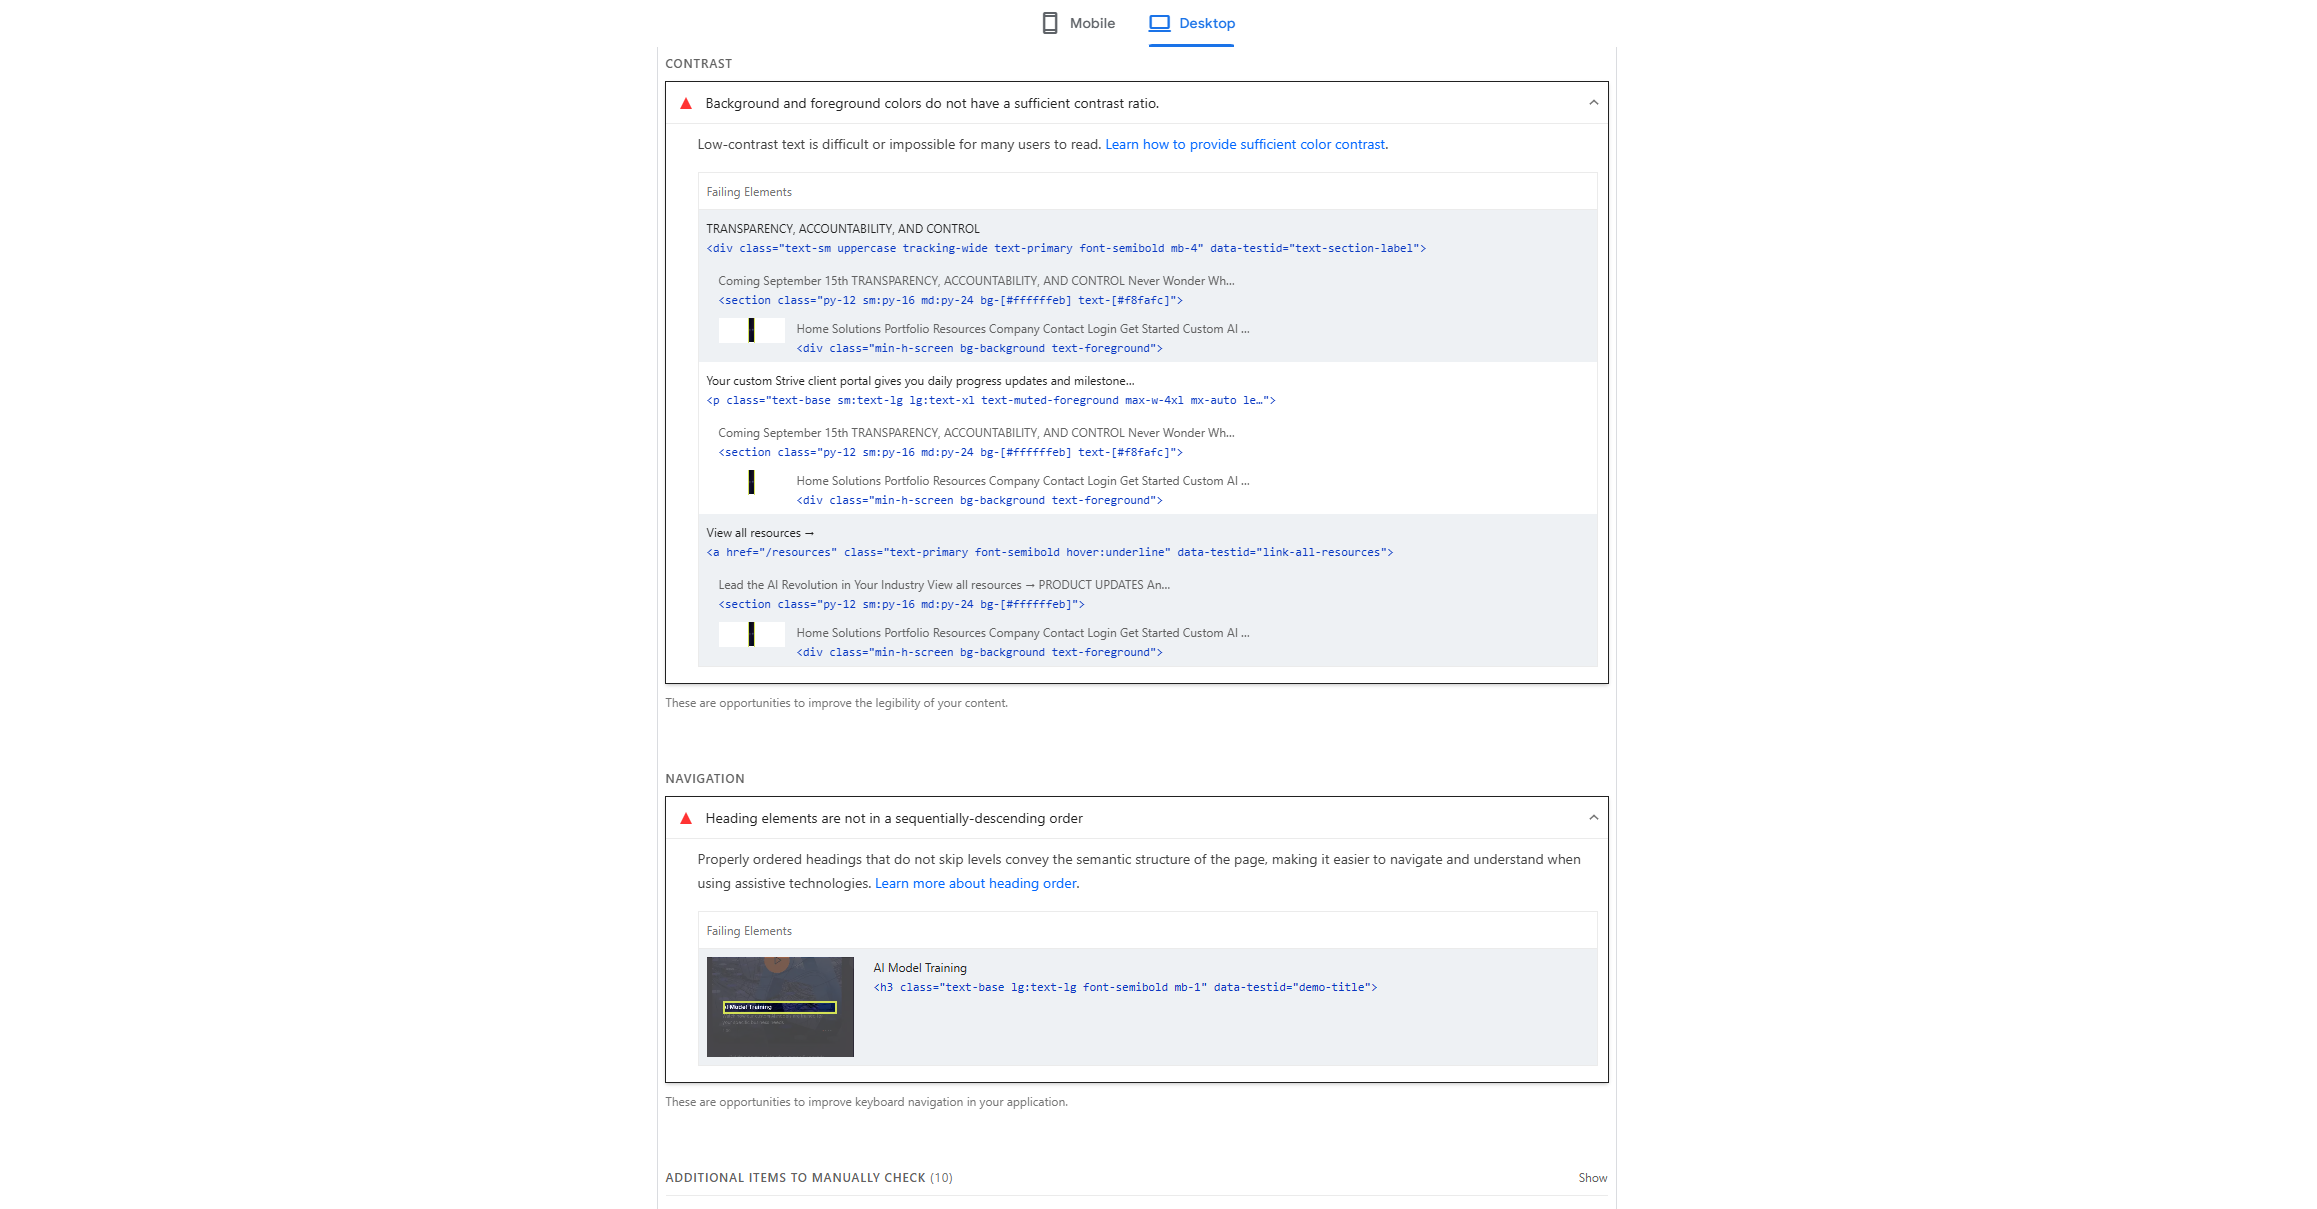 Mobile
Desktop
CONTRAST
Background and foreground colors do not have a sufficient contrast ratio.
Low-contrast text is difficult or impossible for many users to read. Learn how to provide sufficient color contrast.
Failing Elements
TRANSPARENCY, ACCOUNTABILITY, AND CONTROL
<div class="text-sm uppercase tracking-wide text-primary font-semibold mb-4" data-testid="text-section-label">
Coming September 15th TRANSPARENCY, ACCOUNTABILITY, AND CONTROL Never Wonder Wh...
<section class="py-12 sm:py-16 md:py-24 bg-[#ffffffeb] text-[#f8fafc]">
Home Solutions Portfolio Resources Company Contact Login Get Started Custom AI ...
<div class="min-h-screen bg-background text-foreground">
Your custom Strive client portal gives you daily progress updates and milestone...
<p class="text-base sm:text-lg lg:text-xl text-muted-foreground max-w-4xl mx-auto le…">
Coming September 15th TRANSPARENCY, ACCOUNTABILITY, AND CONTROL Never Wonder Wh...
<section class="py-12 sm:py-16 md:py-24 bg-[#ffffffeb] text-[#f8fafc]">
Home Solutions Portfolio Resources Company Contact Login Get Started Custom AI ...
<div class="min-h-screen bg-background text-foreground">
View all resources →
<a href="/resources" class="text-primary font-semibold hover:underline" data-testid="link-all-resources">
Lead the AI Revolution in Your Industry View all resources → PRODUCT UPDATES An...
<section class="py-12 sm:py-16 md:py-24 bg-[#ffffffeb]">
Home Solutions Portfolio Resources Company Contact Login Get Started Custom AI ...
<div class="min-h-screen bg-background text-foreground">
These are opportunities to improve the legibility of your content.
NAVIGATION
Heading elements are not in a sequentially-descending order
Properly ordered headings that do not skip levels convey the semantic structure of the page, making it easier to navigate and understand when
using assistive technologies. Learn more about heading order.
Failing Elements
AI Model Training
<h3 class="text-base lg:text-lg font-semibold mb-1" data-testid="demo-title">
AI Model Training
These are opportunities to improve keyboard navigation in your application.
ADDITIONAL ITEMS TO MANUALLY CHECK (10)
Show